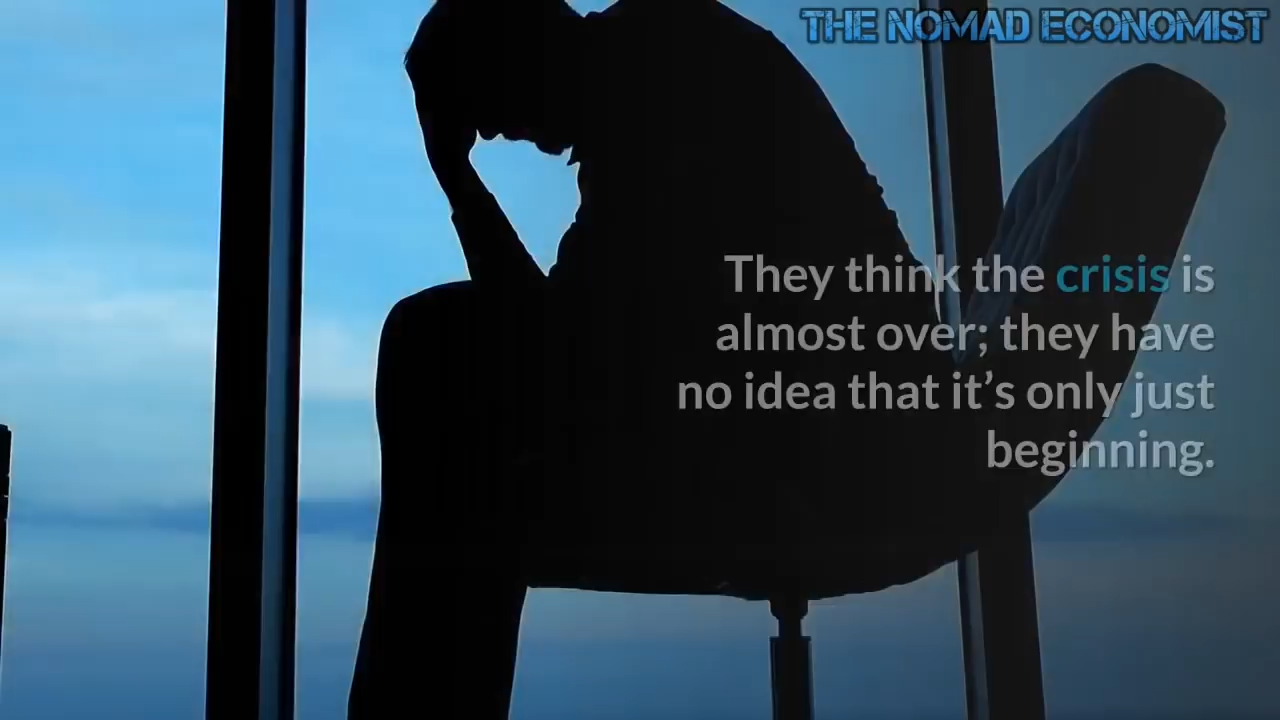 THE NOMAD ECONOMIST
They think the crisis is
almost over; they have
no idea that it’s only just
beginning.